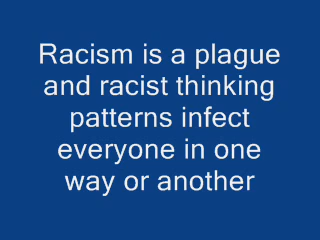 Racism is a plague
and racist thinking
patterns infect
everyone in one
way or another